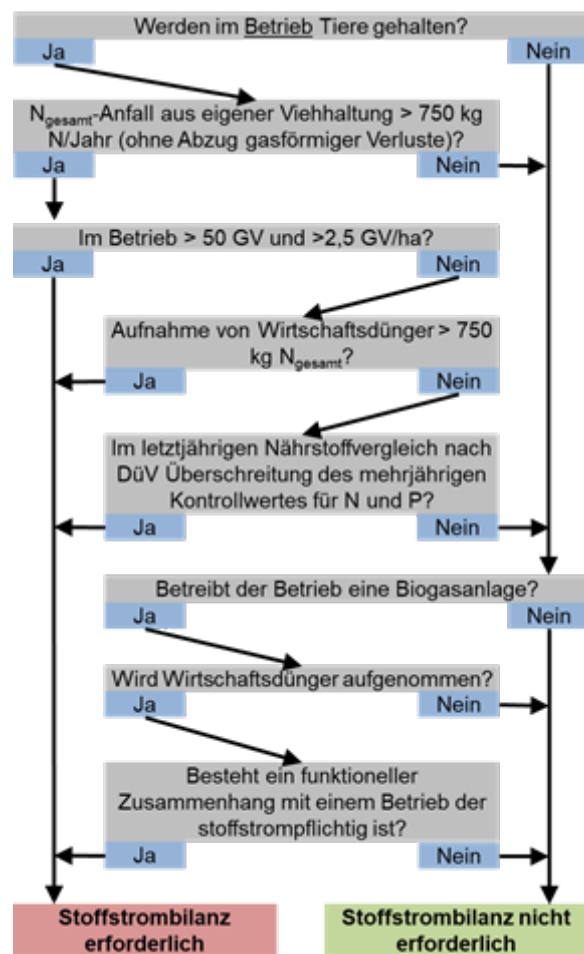 Werden im Betrieb Tiere gehalten?
Ja Nein
Ngesamt-Anfall aus eigener Viehhaltung > 750 kg
N/Jahr (ohne Abzug gasförmiger Verluste)?
Ja Nein
Im Betrieb > 50 GV und >2,5 GV/ha?
Ja Nein
Aufnahme von Wirtschaftsdünger > 750
kg Ngesamt?
Ja Nein
Im letztjährigen Nährstoffvergleich nach
DüV Überschreitung des mehrjährigen
Kontrollwertes für N und P?
Ja Nein
Betreibt der Betrieb eine Biogasanlage?
Ja Nein
Wird Wirtschaftsdünger aufgenommen?
Ja Nein
Besteht ein funktioneller
Zusammenhang mit einem Betrieb der
stoffstrompflichtig ist?
Ja Nein
Stoffstrombilanz
erforderlich
Stoffstrombilanz nicht
erforderlich